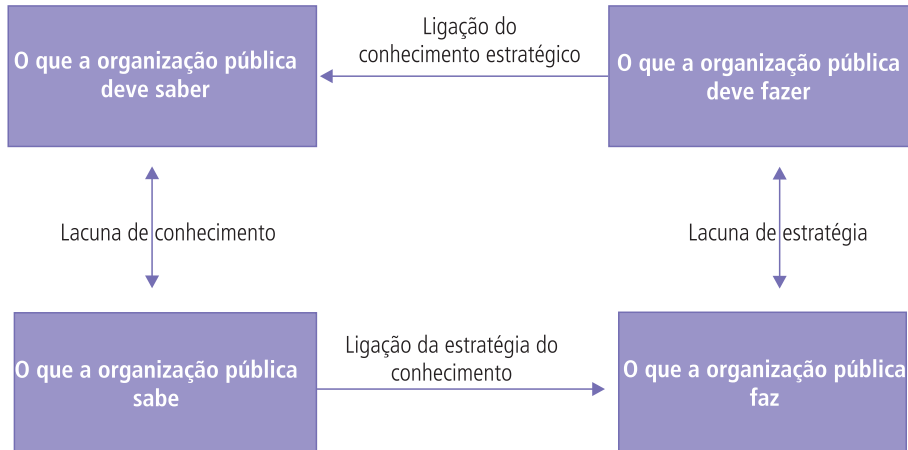 O que a organização pública
deve saber
Ligação do
conhecimento estratégico
O que a organização pública
deve fazer
Lacuna de conhecimento
Lacuna de estratégia
O que a organização pública
sabe
Ligação da estratégia do
conhecimento
O que a organização pública
faz